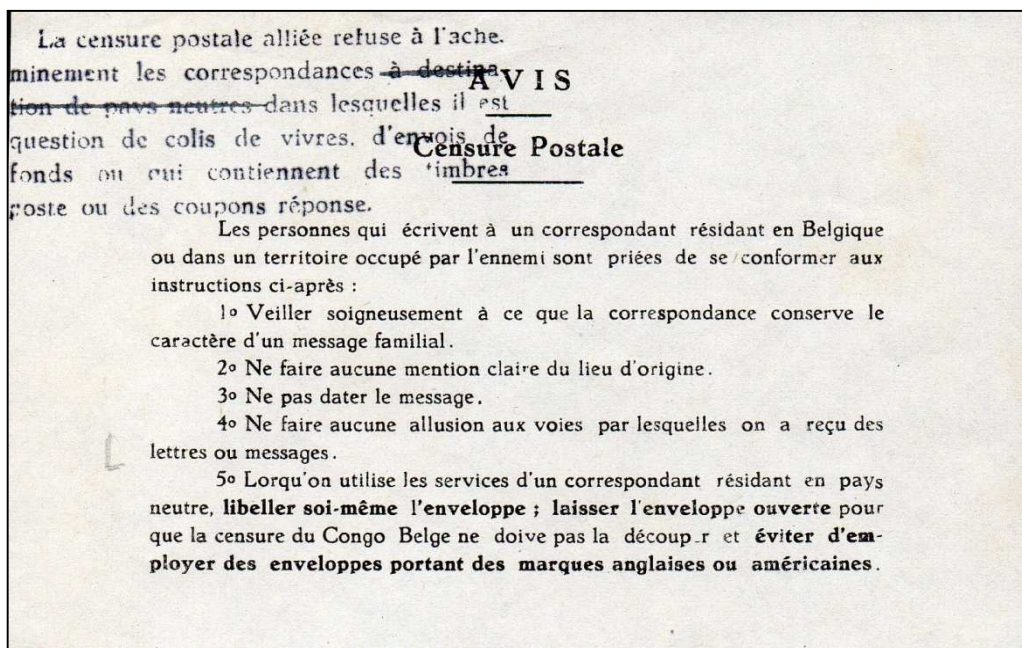 La censure postale alliée refuse à l'ache.
minement les correspondances à destina
tion de pays neutres dans lesquelles il est
question de colis de vivres. d'envois de
fonds ou qui contiennent des timbres
poste ou des coupons réponse.
AVIS
Censure Postale
Les personnes qui écrivent à un correspondant résidant en Belgique
ou dans un territoire occupé par l'ennemi sont priées de se conformer aux
instructions ci-après :
1o Veiller soigneusement à ce que la correspondance conserve le
caractère d'un message familial.
2o Ne faire aucune mention claire du lieu d'origine.
3o Ne pas dater le message.
4o Ne faire aucune allusion aux voies par lesquelles on a reçu des
lettres ou messages.
5o Lorqu'on utilise les services d'un correspondant résidant en pays
neutre, libeller soi-même l'enveloppe ; laisser l'enveloppe ouverte pour
que la censure du Congo Belge ne doive pas la découper et éviter d'em-
ployer des enveloppes portant des marques anglaises ou américaines.